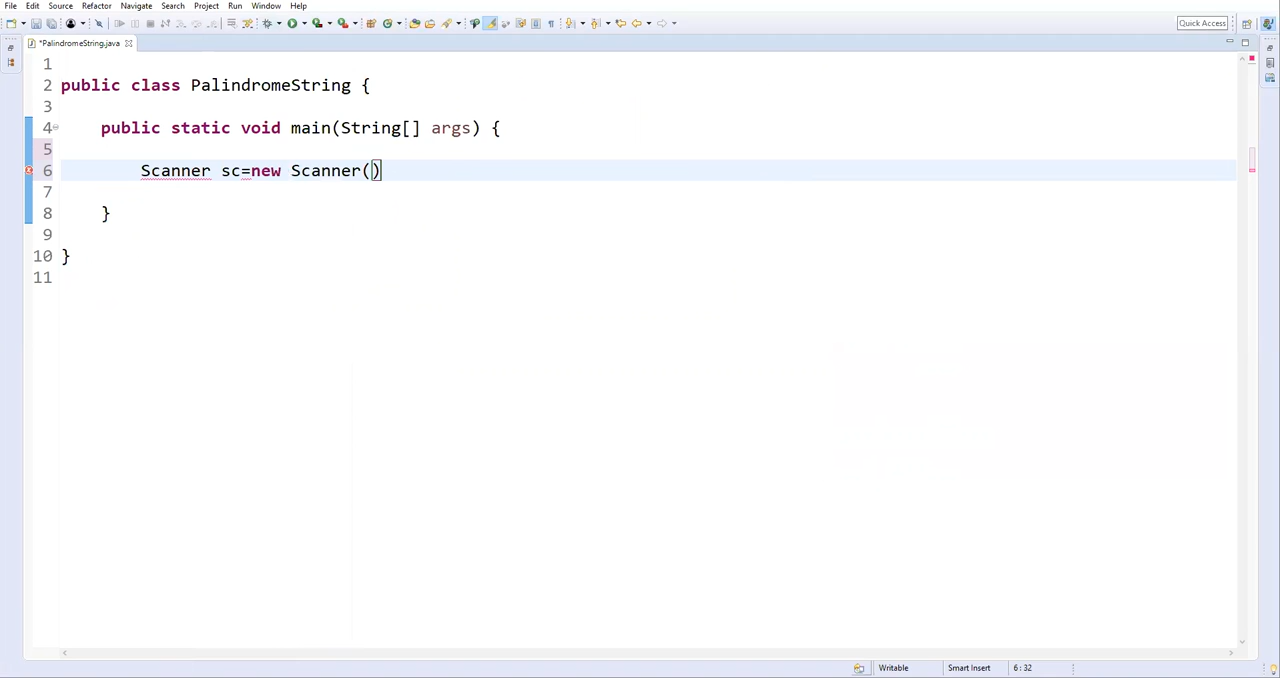 File Edit Source Refactor Navigate Search Project Run Window Help
Quick Access
*PalindromeString.java
1
2 public class PalindromeString {
3
4 public static void main(String[] args) {
5
6 Scanner sc=new Scanner()
7
8 }
9
10 }
11
Writable Smart Insert 6 : 32